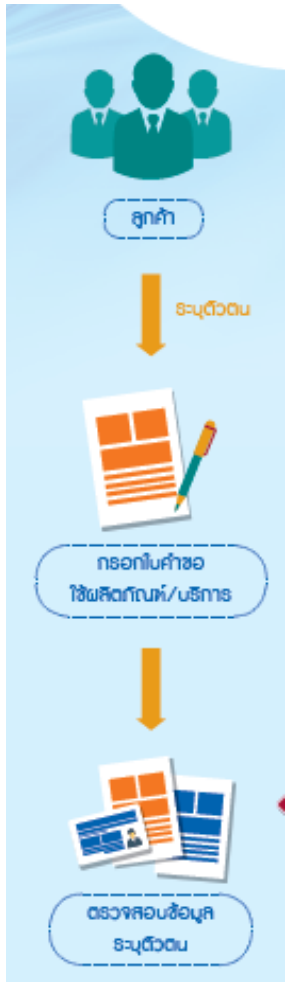 ลูกค้า
ระบุตัวตน
กรอกใบคำขอ
ใช้ผลิตภัณฑ์/บริการ
ตรวจสอบข้อมูล
ระบุตัวตน